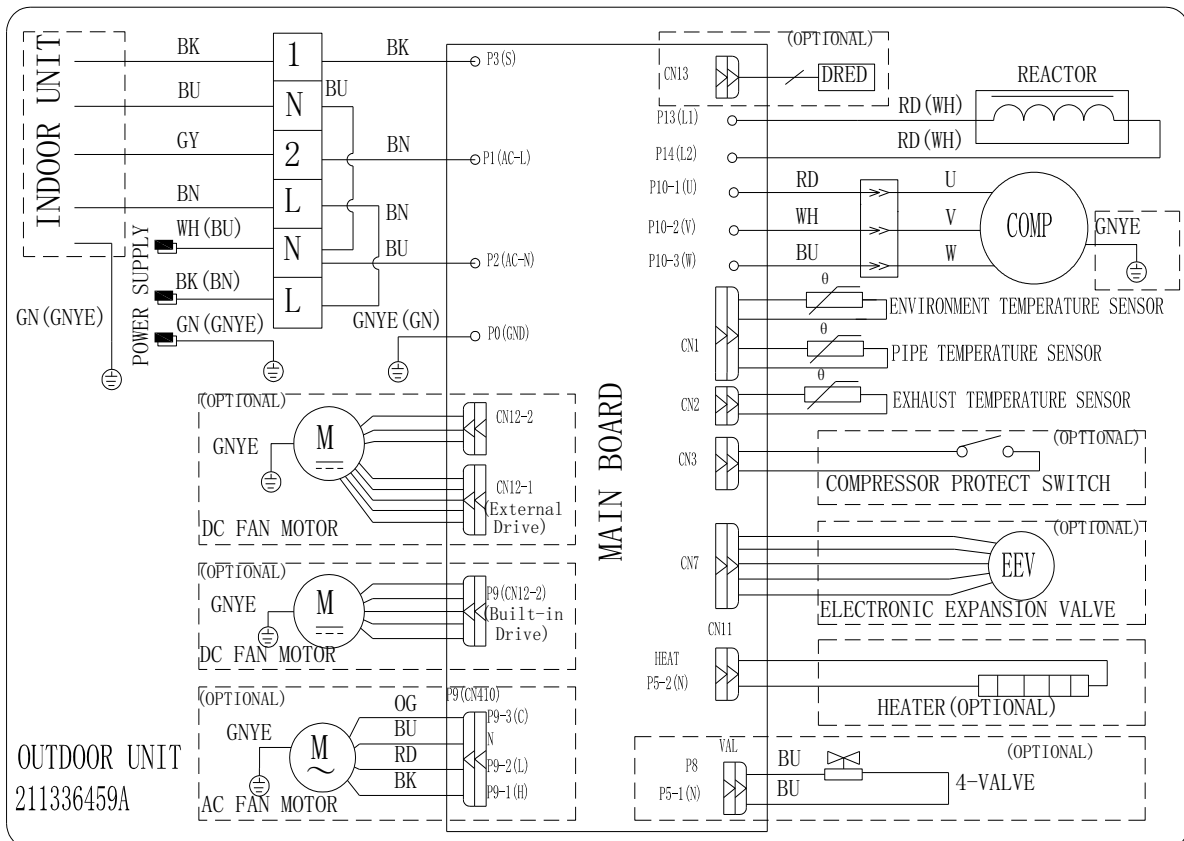 INDOOR UNIT
BK
BU
GY
BN
GN(GNYE)
POWER SUPPLY
WH(BU)
BK(BN)
GN(GNYE)
1
N
2
L
N
L
BK
BU
BN
BN
BU
GNYE(GN)
P3(S)
P1(AC-L)
P2(AC-N)
P0(GND)
MAIN BOARD
(OPTIONAL)
CN13
DRED
REACTOR
P13(L1)
RD(WH)
RD(WH)
P14(L2)
P10-1(U)
RD
U
P10-2(V)
WH
V
P10-3(W)
BU
W
COMP
GNYE
CN1
θ
ENVIRONMENT TEMPERATURE SENSOR
θ
PIPE TEMPERATURE SENSOR
CN2
θ
EXHAUST TEMPERATURE SENSOR
CN3
(OPTIONAL)
COMPRESSOR PROTECT SWITCH
CN7
(OPTIONAL)
EEV
ELECTRONIC EXPANSION VALVE
CN11
HEAT
P5-2(N)
HEATER(OPTIONAL)
VAL
P8
P5-1(N)
BU
BU
(OPTIONAL)
4-VALVE
(OPTIONAL)
GNYE
M
CN12-2
CN12-1
(External
Drive)
DC FAN MOTOR
(OPTIONAL)
GNYE
M
P9(CN12-2)
(Built-in
Drive)
DC FAN MOTOR
(OPTIONAL)
GNYE
M
~
OG
BU
RD
BK
P9(CN410)
P9-3(C)
N
P9-2(L)
P9-1(H)
AC FAN MOTOR
OUTDOOR UNIT
211336459A